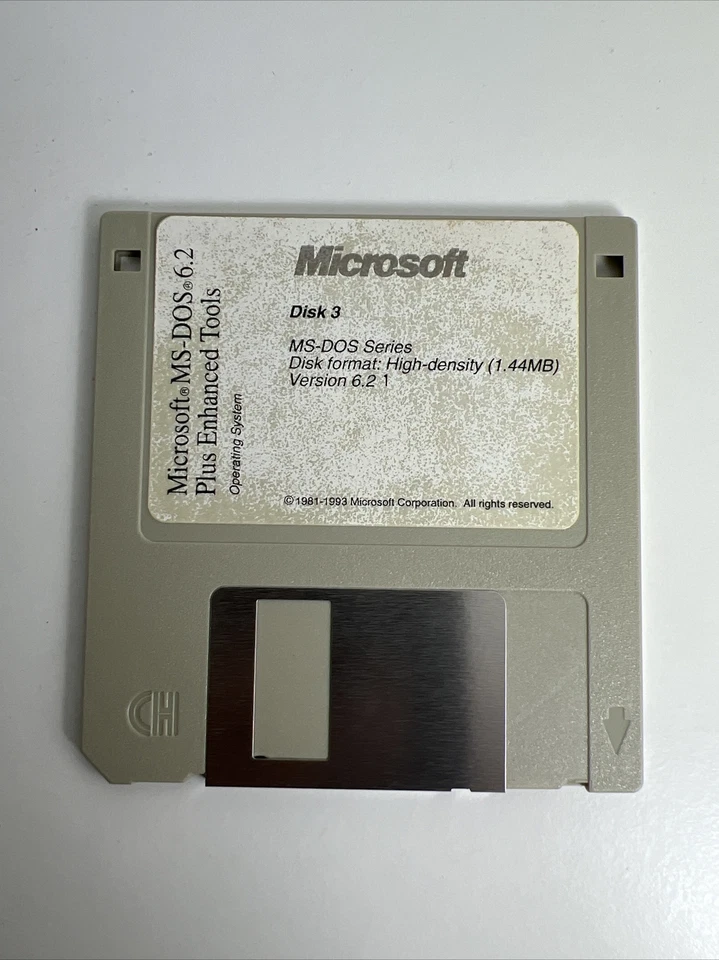 Microsoft® MS-DOS® 6.2
Plus Enhanced Tools
Operating System
Microsoft
Disk 3
MS-DOS Series
Disk format: High-density (1.44MB)
Version 6.2 1
©1981-1993 Microsoft Corporation. All rights reserved.
CH